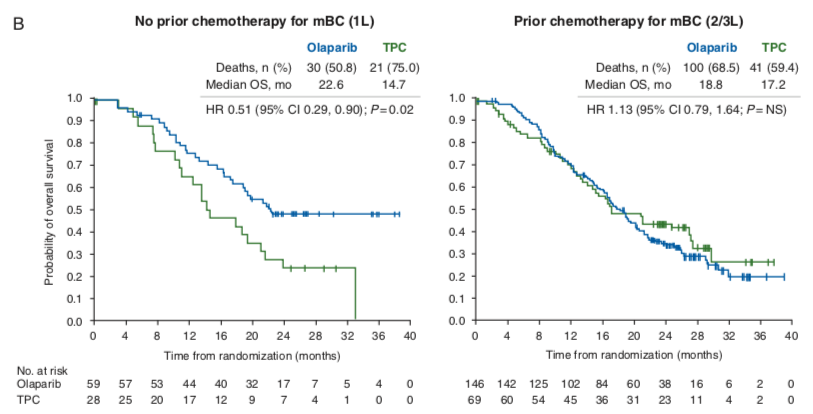 B
No prior chemotherapy for mBC (1L)
Olaparib TPC
Deaths, n (%) 30 (50.8) 21 (75.0)
Median OS, mo 22.6 14.7
HR 0.51 (95% CI 0.29, 0.90); P=0.02
Probability of overall survival
1.0
0.9
0.8
0.7
0.6
0.5
0.4
0.3
0.2
0.1
0.0
0 4 8 12 16 20 24 28 32 36 40
Time from randomization (months)
Prior chemotherapy for mBC (2/3L)
Olaparib TPC
Deaths, n (%) 100 (68.5) 41 (59.4)
Median OS, mo 18.8 17.2
HR 1.13 (95% CI 0.79, 1.64; P=NS)
1.0
0.9
0.8
0.7
0.6
0.5
0.4
0.3
0.2
0.1
0.0
0 4 8 12 16 20 24 28 32 36 40
Time from randomization (months)
No. at risk
Olaparib 59 57 53 44 40 32 17 7 5 4 0 146 142 125 102 84 60 38 16 6 2 0
TPC 28 25 20 17 12 9 7 4 1 0 0 69 60 54 45 36 31 23 11 4 2 0